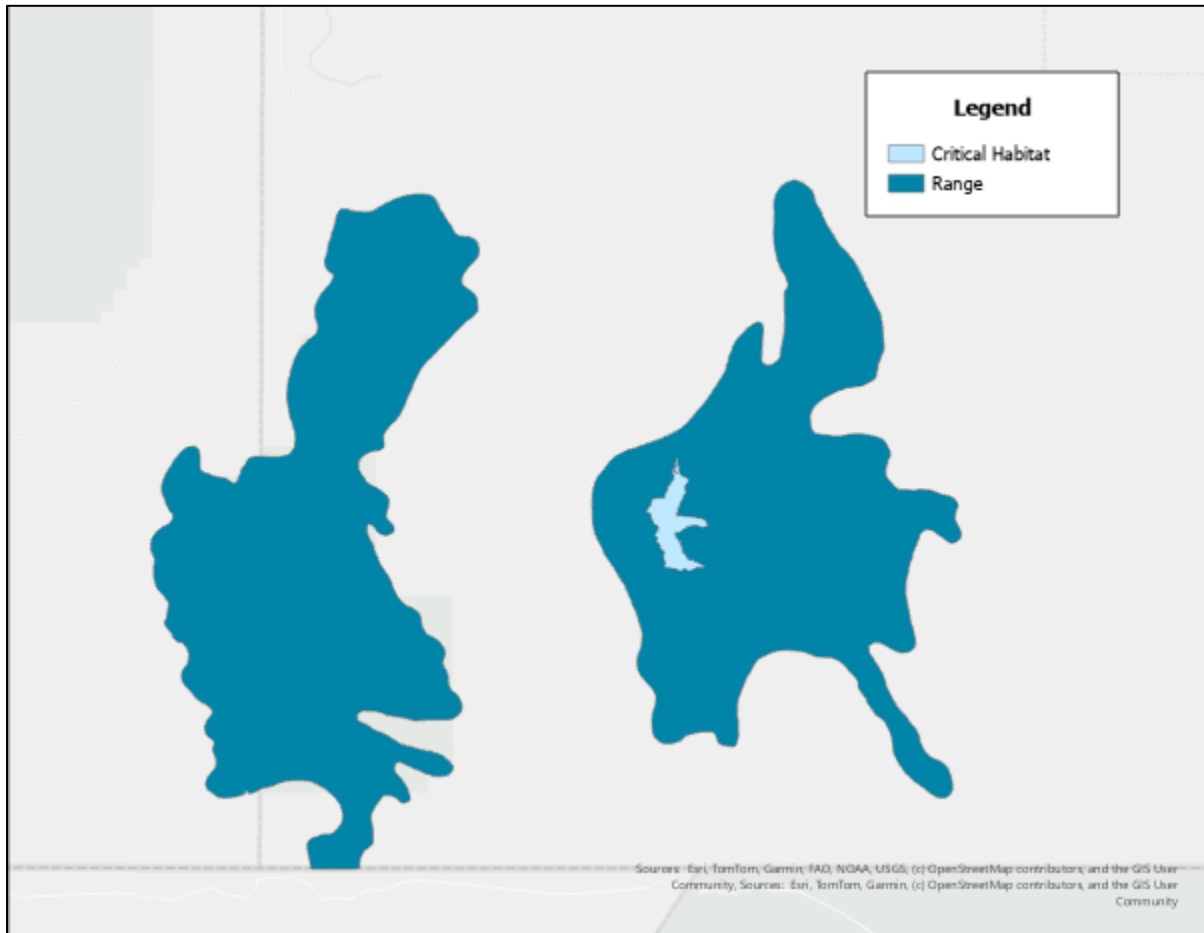 Legend
Critical Habitat
Range
Sources: Esri, TomTom, Garmin, FAO, NOAA, USGS, (c) OpenStreetMap contributors, and the GIS User
Community, Sources: Esri, TomTom, Garmin, (c) OpenStreetMap contributors, and the GIS User
Community